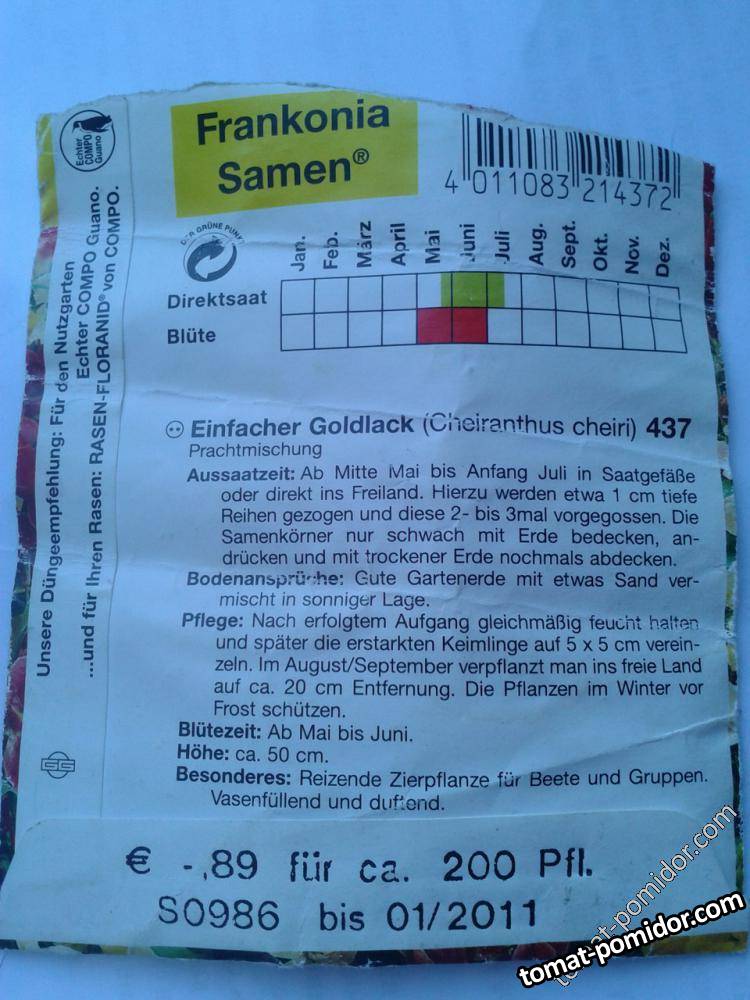 Echter
COMPO
Guano
Frankonia
Samen®
4 011083 214372
DER GRÜNE PUNKT
Jan.
Feb.
März
April
Mai
Juni
Juli
Aug.
Sept.
Okt.
Nov.
Dez.
Direktsaat
Blüte
Unsere Düngeempfehlung: Für den Nutzgarten
Echter COMPO Guano.
...und für Ihren Rasen: RASEN-FLORANID® von COMPO.
Einfacher Goldlack (Cheiranthus cheiri) 437
Prachtmischung
Aussaatzeit: Ab Mitte Mai bis Anfang Juli in Saatgefäße
oder direkt ins Freiland. Hierzu werden etwa 1 cm tiefe
Reihen gezogen und diese 2- bis 3mal vorgegossen. Die
Samenkörner nur schwach mit Erde bedecken, an-
drücken und mit trockener Erde nochmals abdecken.
Bodenansprüche: Gute Gartenerde mit etwas Sand ver-
mischt in sonniger Lage.
Pflege: Nach erfolgtem Aufgang gleichmäßig feucht halten
und später die erstarkten Keimlinge auf 5 x 5 cm verein-
zeln. Im August/September verpflanzt man ins freie Land
auf ca. 20 cm Entfernung. Die Pflanzen im Winter vor
Frost schützen.
Blütezeit: Ab Mai bis Juni.
Höhe: ca. 50 cm.
Besonderes: Reizende Zierpflanze für Beete und Gruppen.
Vasenfüllend und duftend.
€ -,89 für ca. 200 Pfl.
S0986 bis 01/2011
tomat-pomidor.com
tomat-pomidor.com